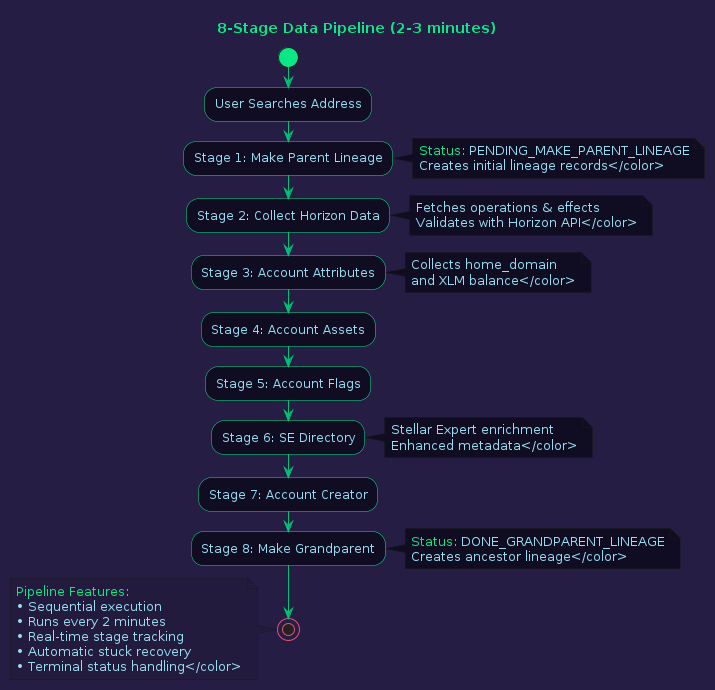 8-Stage Data Pipeline (2-3 minutes)
User Searches Address
Stage 1: Make Parent Lineage
Status: PENDING_MAKE_PARENT_LINEAGE
Creates initial lineage records</color>
Stage 2: Collect Horizon Data
Fetches operations & effects
Validates with Horizon API</color>
Stage 3: Account Attributes
Collects home_domain
and XLM balance</color>
Stage 4: Account Assets
Stage 5: Account Flags
Stage 6: SE Directory
Stellar Expert enrichment
Enhanced metadata</color>
Stage 7: Account Creator
Stage 8: Make Grandparent
Status: DONE_GRANDPARENT_LINEAGE
Creates ancestor lineage</color>
Pipeline Features:
• Sequential execution
• Runs every 2 minutes
• Real-time stage tracking
• Automatic stuck recovery
• Terminal status handling</color>